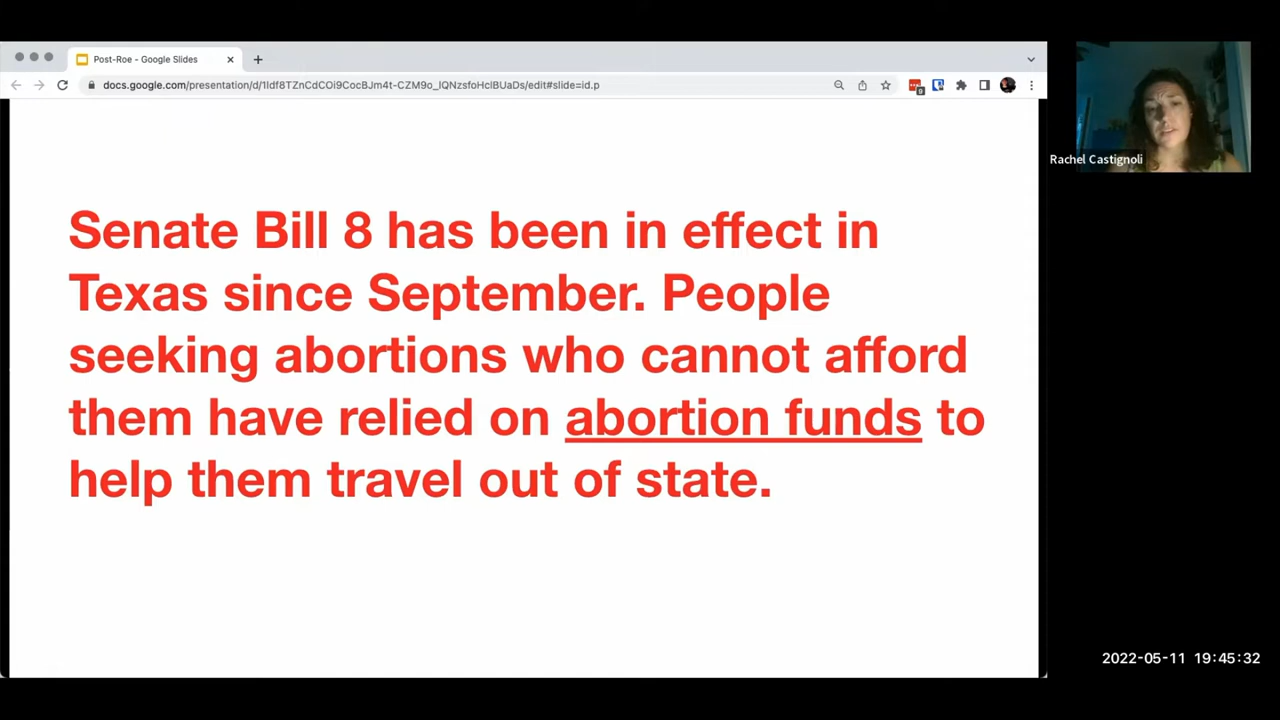 Post-Roe - Google Slides
docs.google.com/presentation/d/1ldf8TZnCdCOi9CocBJm4t-CZM9o_lQNzsfoHclBUaDs/edit#slide=id.p
Rachel Castignoli
Senate Bill 8 has been in effect in
Texas since September. People
seeking abortions who cannot afford
them have relied on abortion funds to
help them travel out of state.
2022-05-11 19:45:32